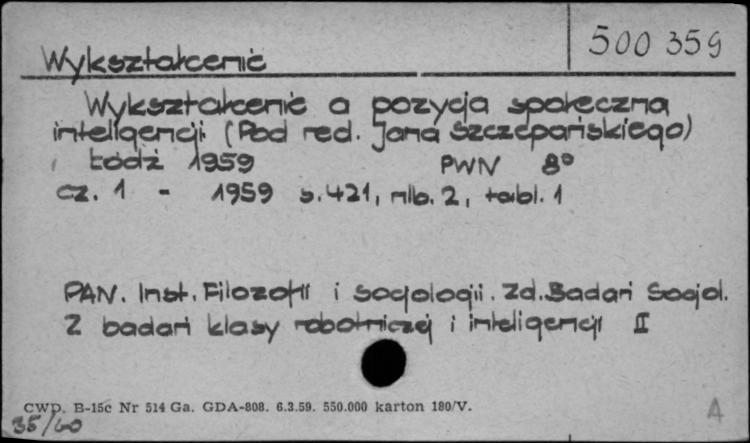 500 359
Wykształcenie
Wykształcenie a pozycja społeczna
inteligencji. (Pod red. Jana Szczepańskiego)
Łódź 1959 PWN 8°
cz. 1 - 1959 s. 421, nlb. 2, tabl. 1
PAN. Inst. Filozofii i Socjologii. Zd. Badań Socjol.
Z badań klasy robotniczej i inteligencji II
CWD. B-15c Nr 514 Ga. GDA-808. 6.3.59. 550.000 karton 180/V.
35/60
A